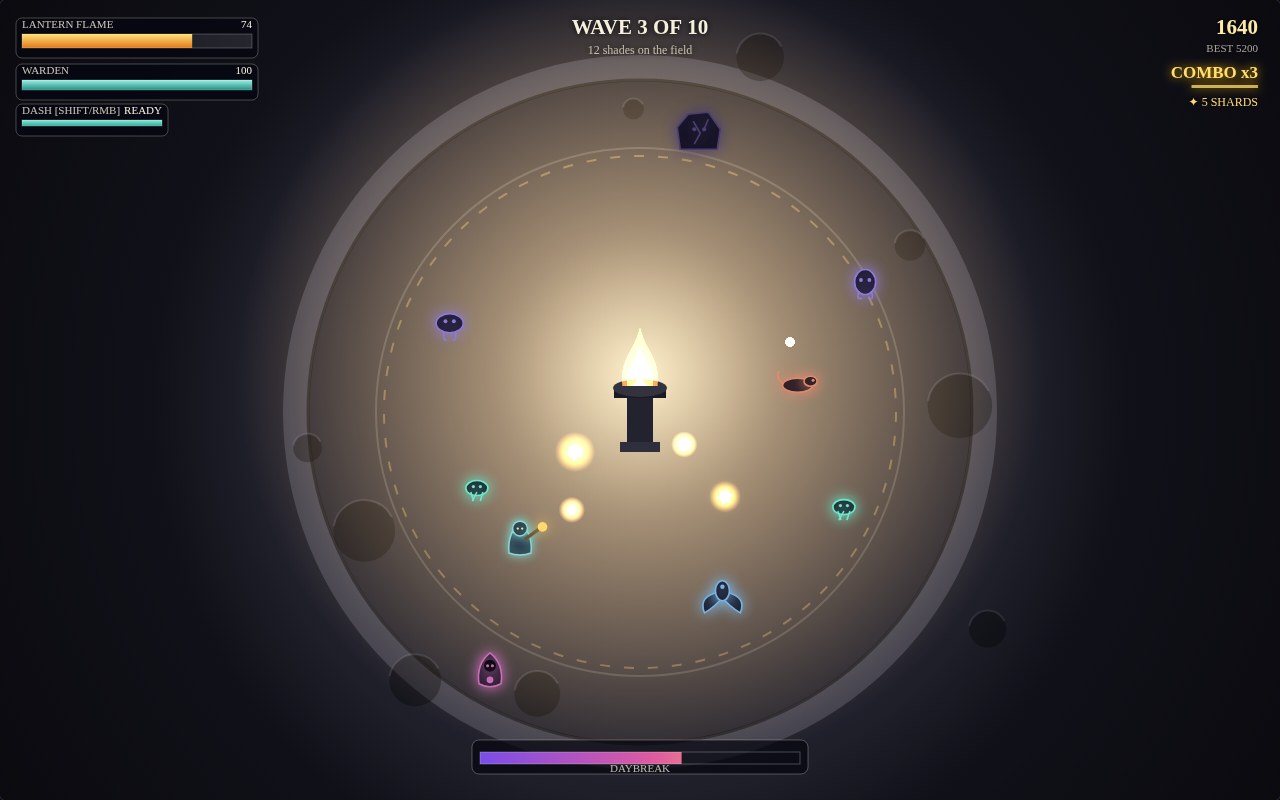 LANTERN FLAME 74
WARDEN 100
DASH [SHIFT/RMB] READY
WAVE 3 OF 10
12 shades on the field
1640
BEST 5200
COMBO x3
✦ 5 SHARDS
DAYBREAK